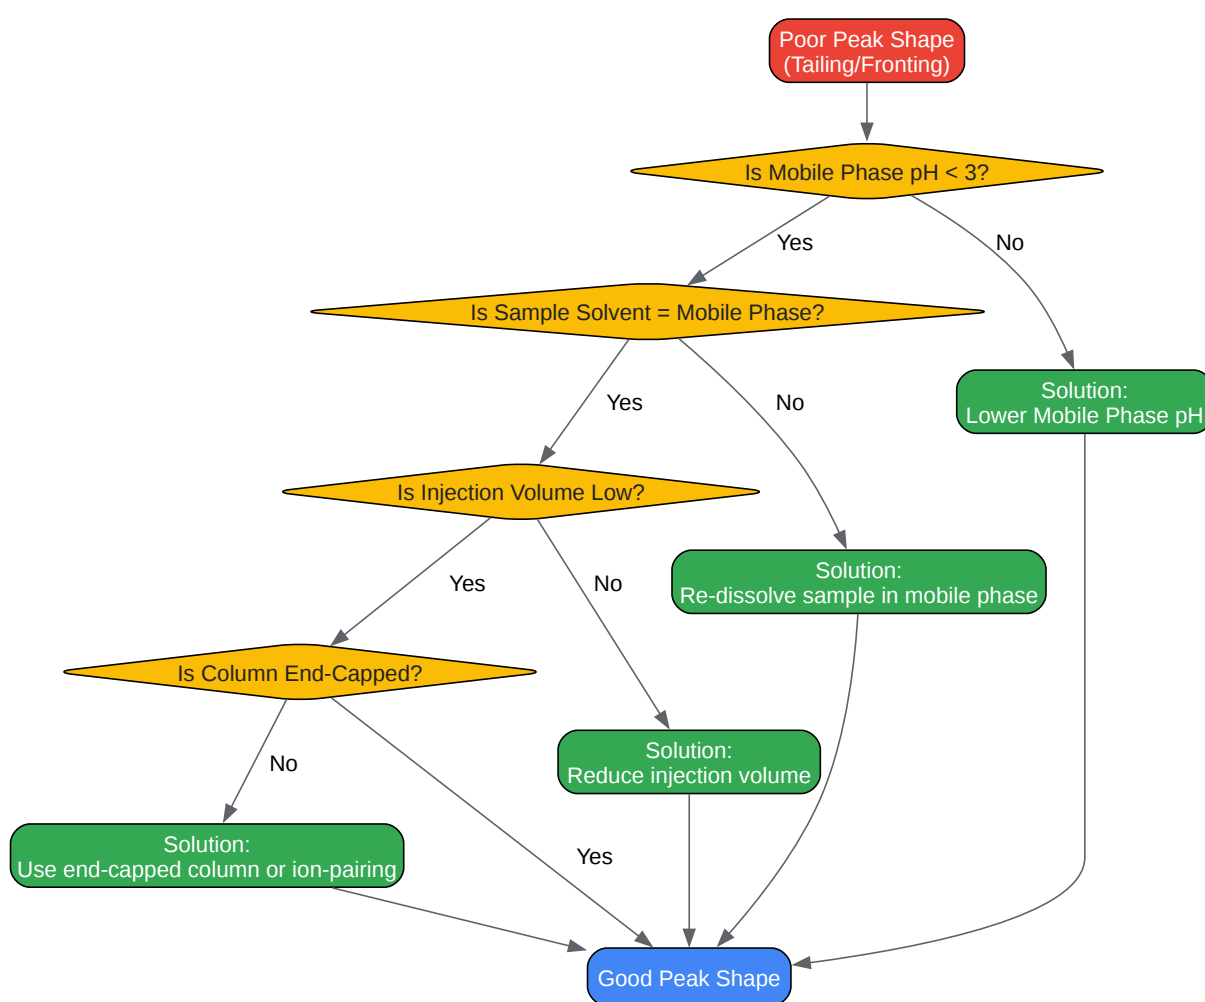 Poor Peak Shape
(Tailing/Fronting)
Is Mobile Phase pH < 3?
Yes
No
Is Sample Solvent = Mobile Phase?
Solution:
Lower Mobile Phase pH
Yes
No
Is Injection Volume Low?
Solution:
Re-dissolve sample in mobile phase
Yes
No
Is Column End-Capped?
Solution:
Reduce injection volume
No
Yes
Solution:
Use end-capped column or ion-pairing
Good Peak Shape